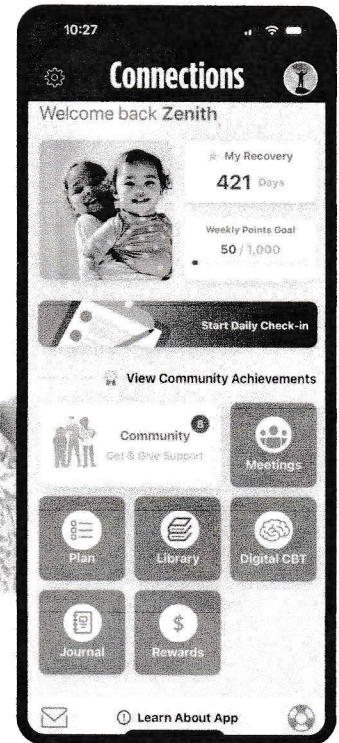 10:27
Connections
Welcome back Zenith
My Recovery
421 Days
Weekly Points Goal
50 / 1,000
Start Daily Check-in
View Community Achievements
Community 8
Get & Give Support
Meetings
Plan
Library
Digital CBT
Journal
Rewards
$
Learn About App